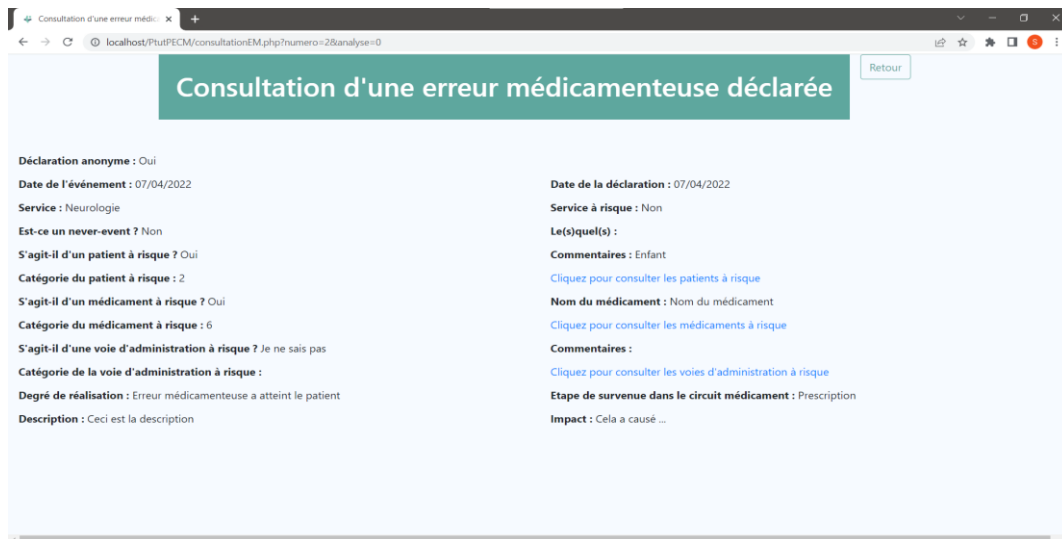 Consultation d'une erreur médic
localhost/PtutPECM/consultationEM.php?numero=2&analyse=0
S
Retour
Consultation d'une erreur médicamenteuse déclarée
Déclaration anonyme : Oui
Date de l'événement : 07/04/2022
Date de la déclaration : 07/04/2022
Service : Neurologie
Service à risque : Non
Est-ce un never-event ? Non
Le(s)quel(s) :
S'agit-il d'un patient à risque ? Oui
Commentaires : Enfant
Catégorie du patient à risque : 2
Cliquez pour consulter les patients à risque
S'agit-il d'un médicament à risque ? Oui
Nom du médicament : Nom du médicament
Catégorie du médicament à risque : 6
Cliquez pour consulter les médicaments à risque
S'agit-il d'une voie d'administration à risque ? Je ne sais pas
Commentaires :
Catégorie de la voie d'administration à risque :
Cliquez pour consulter les voies d'administration à risque
Degré de réalisation : Erreur médicamenteuse a atteint le patient
Etape de survenue dans le circuit médicament : Prescription
Description : Ceci est la description
Impact : Cela a causé ...